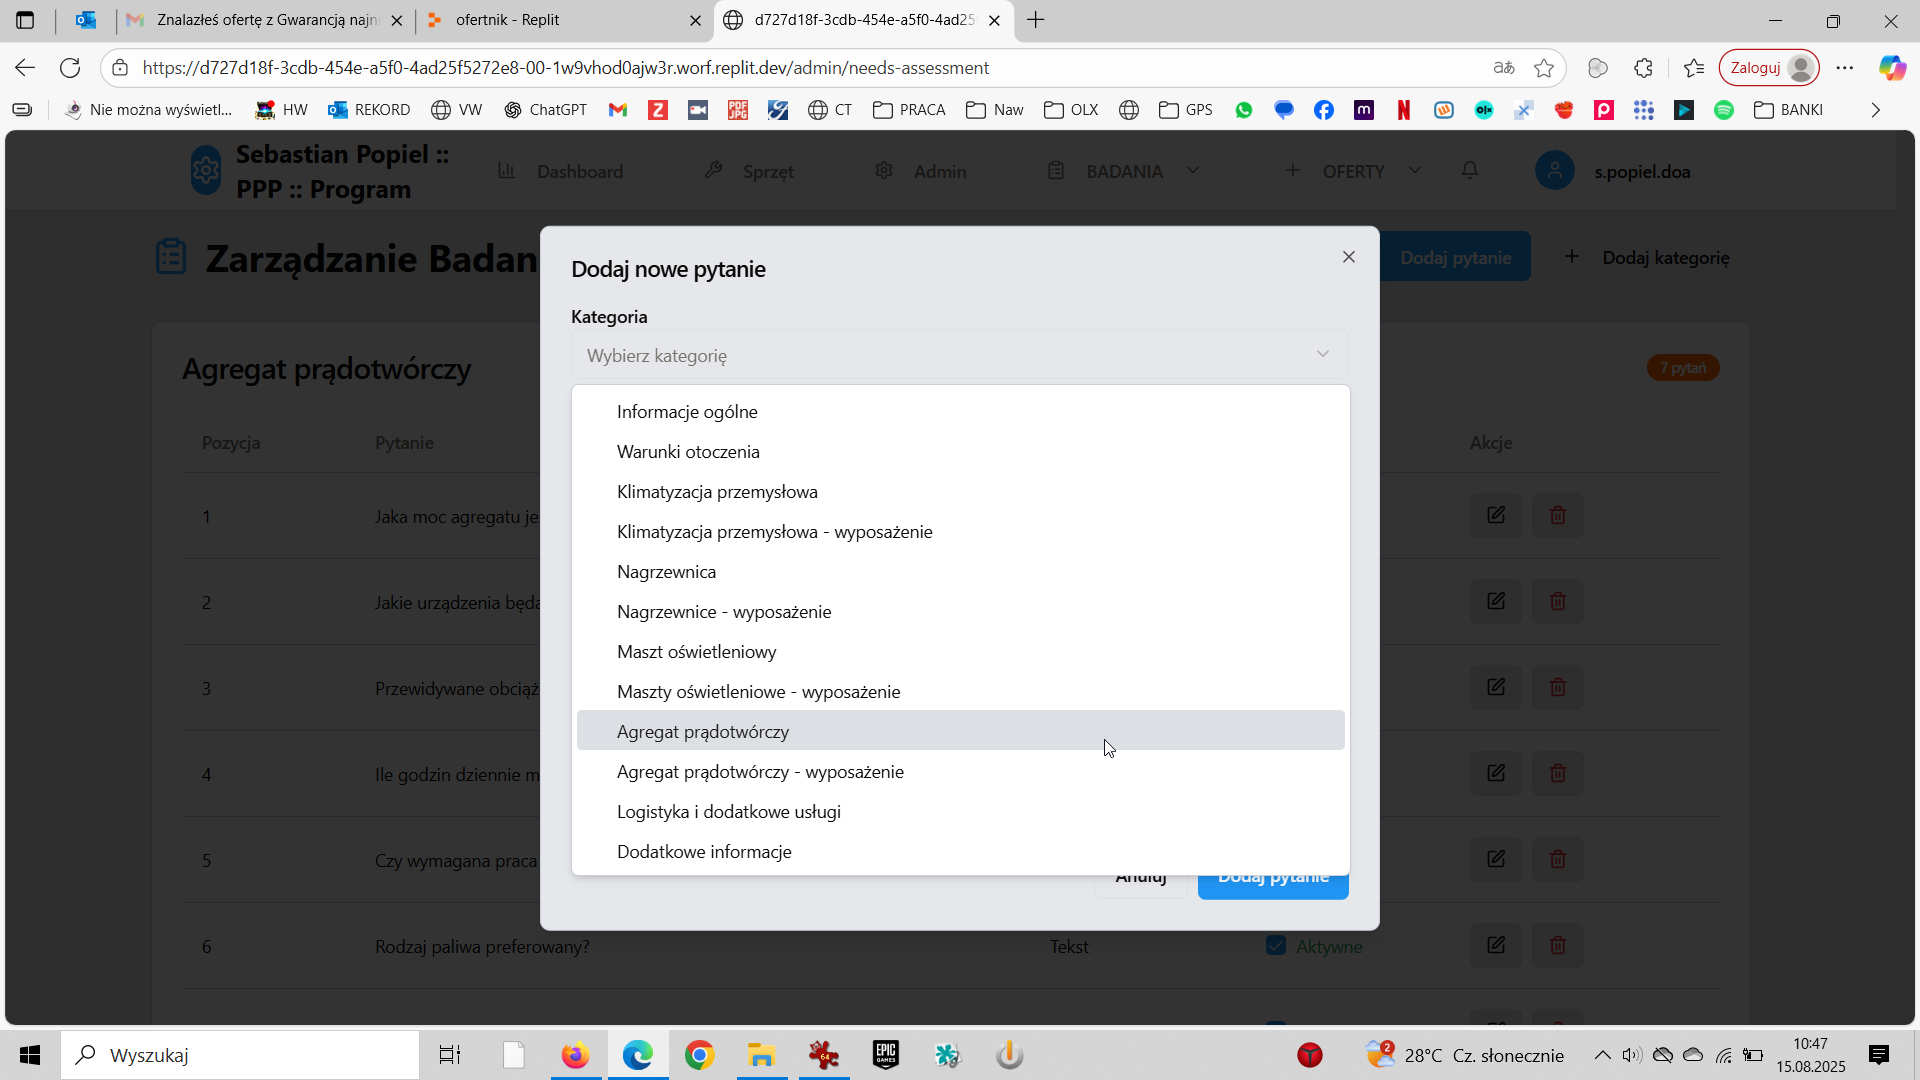 Znalazłeś ofertę z Gwarancją najni
ofertnik - Replit
d727d18f-3cdb-454e-a5f0-4ad25f
https://d727d18f-3cdb-454e-a5f0-4ad25f5272e8-00-1w9vhod0ajw3r.worf.replit.dev/admin/needs-assessment
Zaloguj
Nie można wyświetl...
HW
REKORD
VW
ChatGPT
CT
PRACA
Naw
OLX
GPS
BANKI
Sebastian Popiel ::
PPP :: Program
Dashboard
Sprzęt
Admin
BADANIA
OFERTY
s.popiel.doa
Zarządzanie Badan
Dodaj pytanie
Dodaj kategorię
Dodaj nowe pytanie
Kategoria
Wybierz kategorię
Informacje ogólne
Warunki otoczenia
Klimatyzacja przemysłowa
Klimatyzacja przemysłowa - wyposażenie
Nagrzewnica
Nagrzewnice - wyposażenie
Maszt oświetleniowy
Maszty oświetleniowe - wyposażenie
Agregat prądotwórczy
Agregat prądotwórczy - wyposażenie
Logistyka i dodatkowe usługi
Dodatkowe informacje
Anuluj
Dodaj pytanie
Agregat prądotwórczy
7 pytań
Pozycja
Pytanie
Akcje
1
Jaka moc agregatu je
2
Jakie urządzenia będą
3
Przewidywane obciąż
4
Ile godzin dziennie m
5
Czy wymagana praca
6
Rodzaj paliwa preferowany?
Tekst
Aktywne
Wyszukaj
64
EPIC
GAMES
2
28°C Cz. słonecznie
10:47
15.08.2025